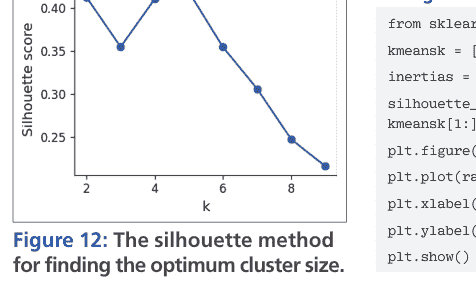 0.40
0.35
0.30
0.25
Silhouette score
2 4 6 8
k
Figure 12: The silhouette method
for finding the optimum cluster size.
from sklear
kmeansk = [
inertias =
silhouette_
kmeansk[1:]
plt.figure(
plt.plot(ra
plt.xlabel(
plt.ylabel(
plt.show()